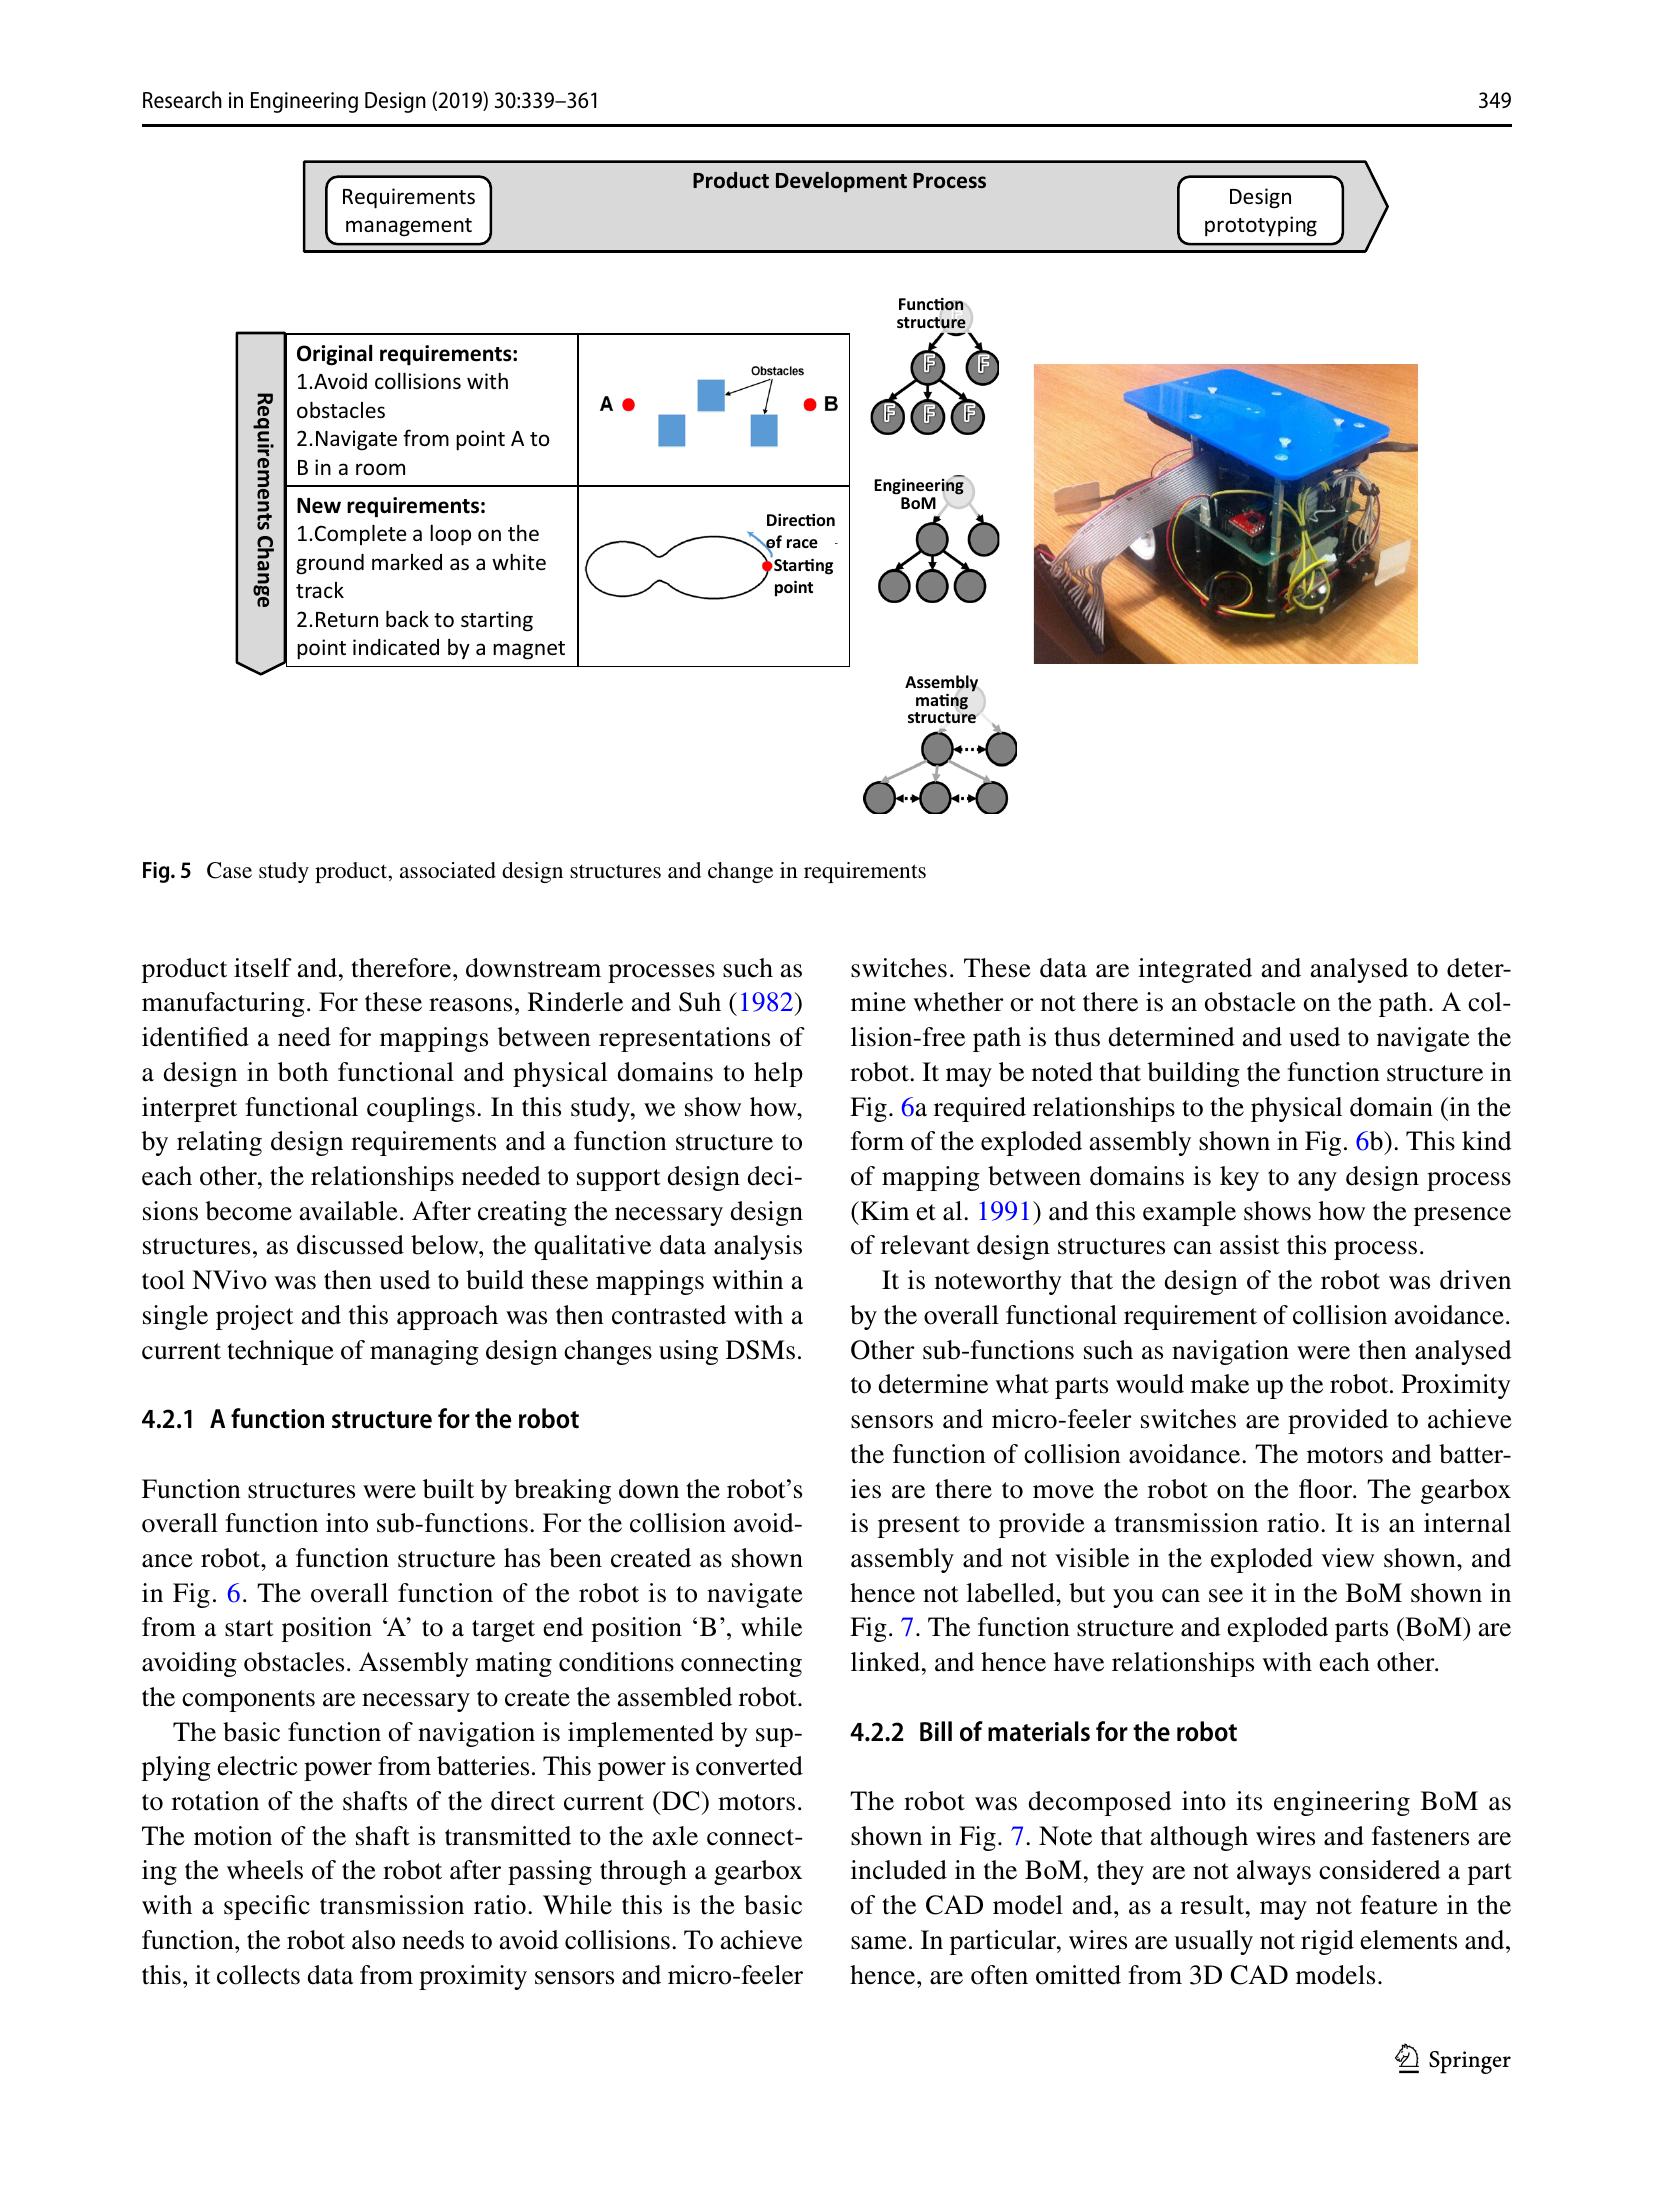 Research in Engineering Design (2019) 30:339–361
349
Product Development Process
Requirements
management
Design
prototyping
Requirements Change
Original requirements:
1.Avoid collisions with
obstacles
2.Navigate from point A to
B in a room
Obstacles
A
B
New requirements:
1.Complete a loop on the
ground marked as a white
track
2.Return back to starting
point indicated by a magnet
Direction
of race
Starting
point
Function
structure
F
F
F
F
F
Engineering
BoM
Assembly
mating
structure
Fig. 5 Case study product, associated design structures and change in requirements
product itself and, therefore, downstream processes such as
manufacturing. For these reasons, Rinderle and Suh (1982)
identified a need for mappings between representations of
a design in both functional and physical domains to help
interpret functional couplings. In this study, we show how,
by relating design requirements and a function structure to
each other, the relationships needed to support design deci-
sions become available. After creating the necessary design
structures, as discussed below, the qualitative data analysis
tool NVivo was then used to build these mappings within a
single project and this approach was then contrasted with a
current technique of managing design changes using DSMs.
4.2.1 A function structure for the robot
Function structures were built by breaking down the robot's
overall function into sub-functions. For the collision avoid-
ance robot, a function structure has been created as shown
in Fig. 6. The overall function of the robot is to navigate
from a start position ‘A’ to a target end position ‘B’, while
avoiding obstacles. Assembly mating conditions connecting
the components are necessary to create the assembled robot.
The basic function of navigation is implemented by sup-
plying electric power from batteries. This power is converted
to rotation of the shafts of the direct current (DC) motors.
The motion of the shaft is transmitted to the axle connect-
ing the wheels of the robot after passing through a gearbox
with a specific transmission ratio. While this is the basic
function, the robot also needs to avoid collisions. To achieve
this, it collects data from proximity sensors and micro-feeler
switches. These data are integrated and analysed to deter-
mine whether or not there is an obstacle on the path. A col-
lision-free path is thus determined and used to navigate the
robot. It may be noted that building the function structure in
Fig. 6a required relationships to the physical domain (in the
form of the exploded assembly shown in Fig. 6b). This kind
of mapping between domains is key to any design process
(Kim et al. 1991) and this example shows how the presence
of relevant design structures can assist this process.
It is noteworthy that the design of the robot was driven
by the overall functional requirement of collision avoidance.
Other sub-functions such as navigation were then analysed
to determine what parts would make up the robot. Proximity
sensors and micro-feeler switches are provided to achieve
the function of collision avoidance. The motors and batter-
ies are there to move the robot on the floor. The gearbox
is present to provide a transmission ratio. It is an internal
assembly and not visible in the exploded view shown, and
hence not labelled, but you can see it in the BoM shown in
Fig. 7. The function structure and exploded parts (BoM) are
linked, and hence have relationships with each other.
4.2.2 Bill of materials for the robot
The robot was decomposed into its engineering BoM as
shown in Fig. 7. Note that although wires and fasteners are
included in the BoM, they are not always considered a part
of the CAD model and, as a result, may not feature in the
same. In particular, wires are usually not rigid elements and,
hence, are often omitted from 3D CAD models.
Springer